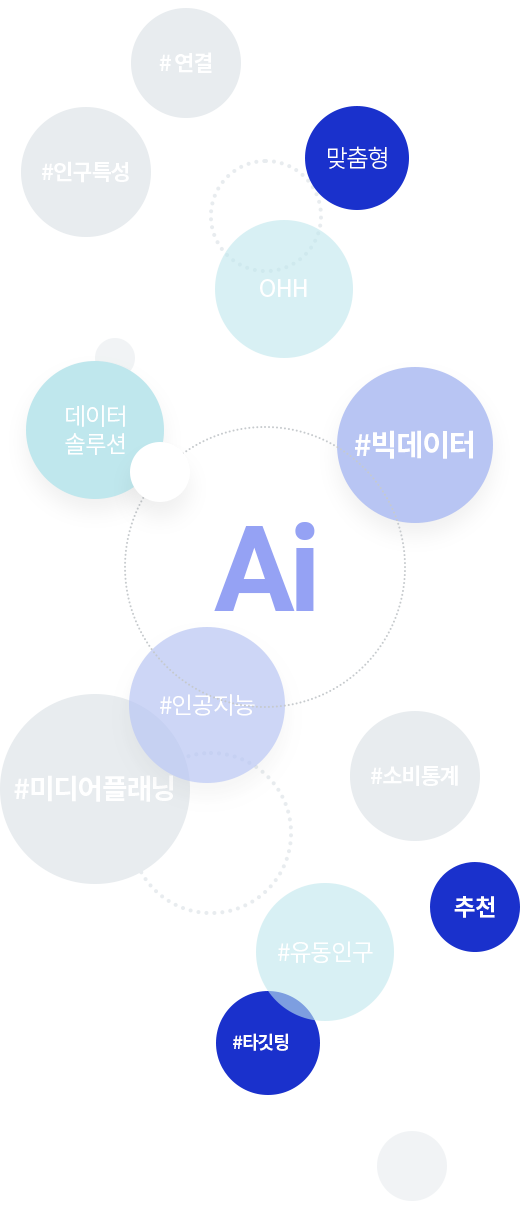 # 연결
#인구특성
맞춤형
OHH
데이터
솔루션
#빅데이터
Ai
#인공지능
#미디어플래닝
#소비통계
추천
#유동인구
#타깃팅